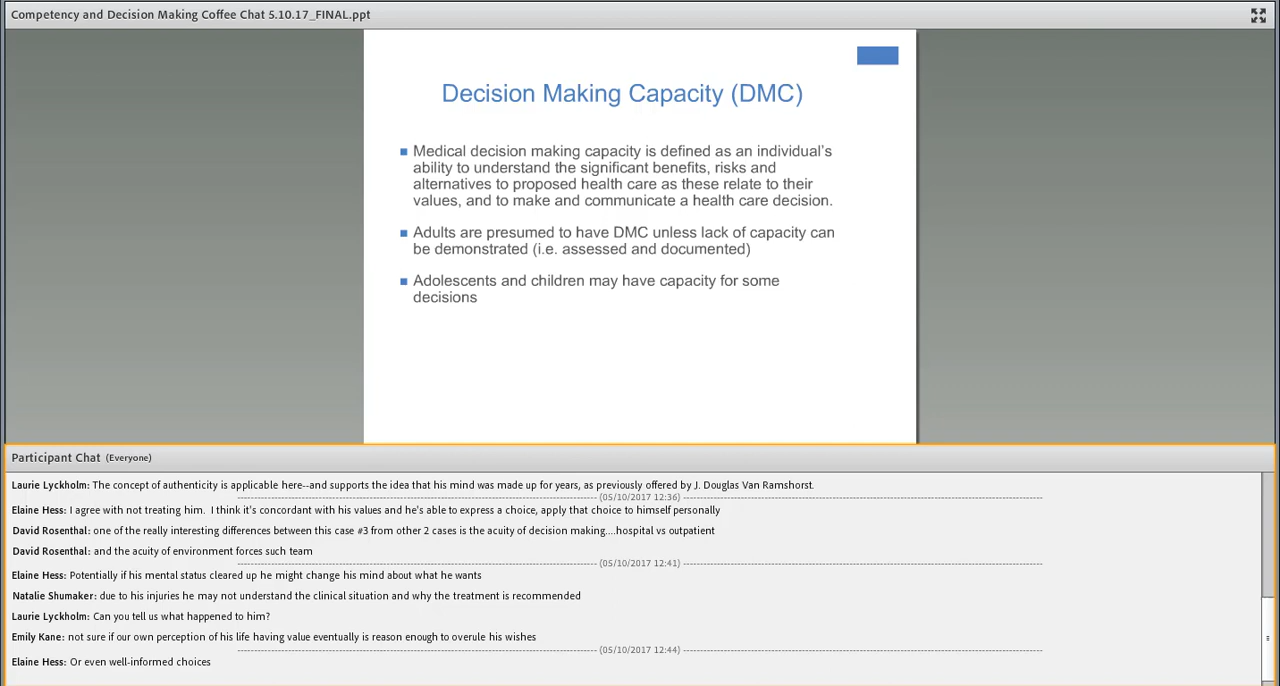 Competency and Decision Making Coffee Chat 5.10.17_FINAL.ppt
Decision Making Capacity (DMC)
Medical decision making capacity is defined as an individual's
ability to understand the significant benefits, risks and
alternatives to proposed health care as these relate to their
values, and to make and communicate a health care decision.
Adults are presumed to have DMC unless lack of capacity can
be demonstrated (i.e. assessed and documented)
Adolescents and children may have capacity for some
decisions
Participant Chat (Everyone)
Laurie Lyckholm: The concept of authenticity is applicable here--and supports the idea that his mind was made up for years, as previously offered by J. Douglas Van Ramshorst.
(05/10/2017 12:36)
Elaine Hess: I agree with not treating him. I think it's concordant with his values and he's able to express a choice, apply that choice to himself personally
David Rosenthal: one of the really interesting differences between this case #3 from other 2 cases is the acuity of decision making....hospital vs outpatient
David Rosenthal: and the acuity of environment forces such team
(05/10/2017 12:41)
Elaine Hess: Potentially if his mental status cleared up he might change his mind about what he wants
Natalie Shumaker: due to his injuries he may not understand the clinical situation and why the treatment is recommended
Laurie Lyckholm: Can you tell us what happened to him?
Emily Kane: not sure if our own perception of his life having value eventually is reason enough to overule his wishes
(05/10/2017 12:44)
Elaine Hess: Or even well-informed choices